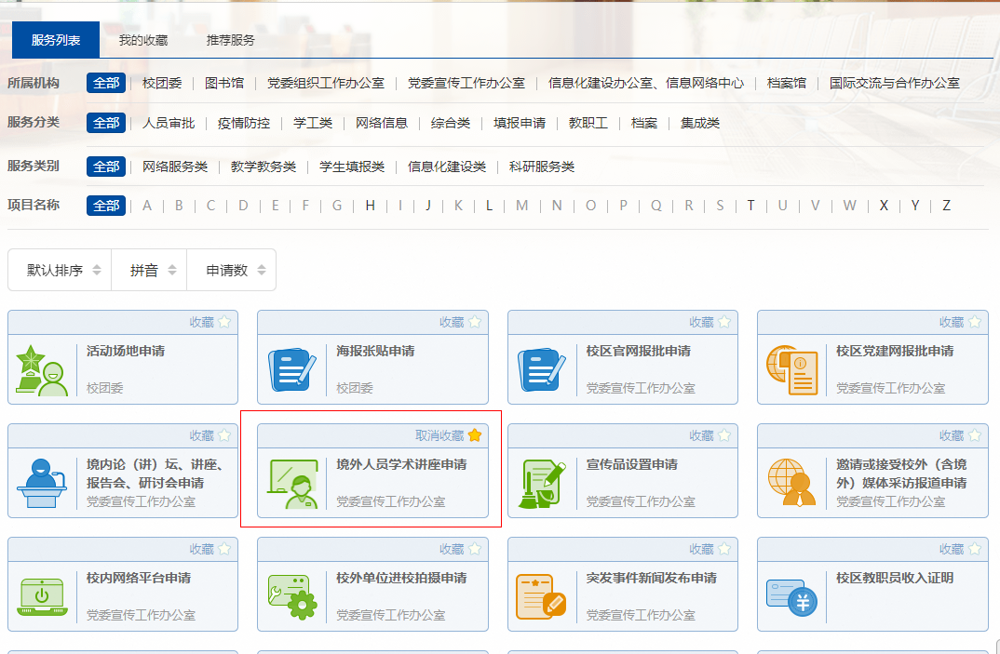 服务列表 我的收藏 推荐服务
所属机构 全部 校团委 图书馆 党委组织工作办公室 党委宣传工作办公室 信息化建设办公室、信息网络中心 档案馆 国际交流与合作办公室
服务分类 全部 人员审批 疫情防控 学工类 网络信息 综合类 填报申请 教职工 档案 集成类
服务类别 全部 网络服务类 教学教务类 学生填报类 信息化建设类 科研服务类
项目名称 全部 A B C D E F G H I J K L M N O P Q R S T U V W X Y Z
默认排序 拼音 申请数
收藏 收藏 收藏 收藏
活动场地申请 海报张贴申请 校区官网报批申请 校区党建网报批申请
校团委 校团委 党委宣传工作办公室 党委宣传工作办公室
收藏 取消收藏 收藏 收藏
境内论（讲）坛、讲座、 境外人员学术讲座申请 宣传品设置申请 邀请或接受校外（含境
报告会、研讨会申请 外）媒体采访报道申请
党委宣传工作办公室 党委宣传工作办公室 党委宣传工作办公室 党委宣传工作办公室
收藏 收藏 收藏 收藏
校内网络平台申请 校外单位进校拍摄申请 突发事件新闻发布申请 校区教职员收入证明
党委宣传工作办公室 党委宣传工作办公室 党委宣传工作办公室